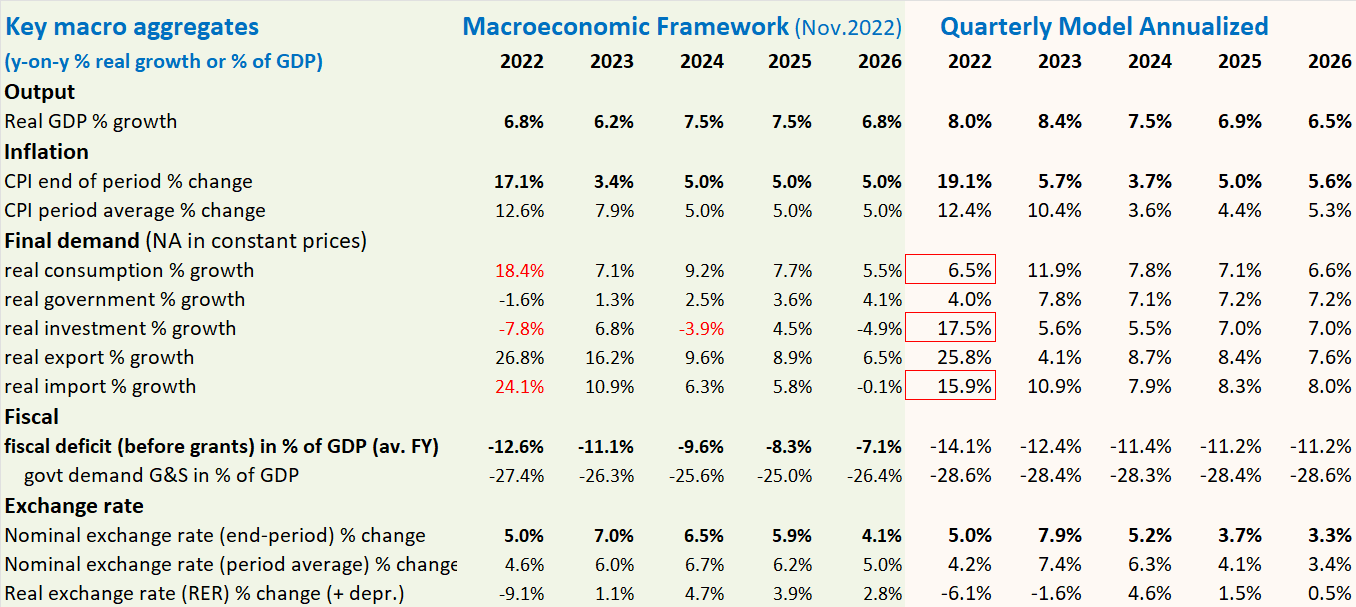 Key macro aggregates Macroeconomic Framework (Nov.2022) Quarterly Model Annualized
(y-on-y % real growth or % of GDP) 2022 2023 2024 2025 2026 2022 2023 2024 2025 2026
Output
Real GDP % growth 6.8% 6.2% 7.5% 7.5% 6.8% 8.0% 8.4% 7.5% 6.9% 6.5%
Inflation
CPI end of period % change 17.1% 3.4% 5.0% 5.0% 5.0% 19.1% 5.7% 3.7% 5.0% 5.6%
CPI period average % change 12.6% 7.9% 5.0% 5.0% 5.0% 12.4% 10.4% 3.6% 4.4% 5.3%
Final demand (NA in constant prices)
real consumption % growth 18.4% 7.1% 9.2% 7.7% 5.5% 6.5% 11.9% 7.8% 7.1% 6.6%
real government % growth -1.6% 1.3% 2.5% 3.6% 4.1% 4.0% 7.8% 7.1% 7.2% 7.2%
real investment % growth -7.8% 6.8% -3.9% 4.5% -4.9% 17.5% 5.6% 5.5% 7.0% 7.0%
real export % growth 26.8% 16.2% 9.6% 8.9% 6.5% 25.8% 4.1% 8.7% 8.4% 7.6%
real import % growth 24.1% 10.9% 6.3% 5.8% -0.1% 15.9% 10.9% 7.9% 8.3% 8.0%
Fiscal
fiscal deficit (before grants) in % of GDP (av. FY) -12.6% -11.1% -9.6% -8.3% -7.1% -14.1% -12.4% -11.4% -11.2% -11.2%
govt demand G&S in % of GDP -27.4% -26.3% -25.6% -25.0% -26.4% -28.6% -28.4% -28.3% -28.4% -28.6%
Exchange rate
Nominal exchange rate (end-period) % change 5.0% 7.0% 6.5% 5.9% 4.1% 5.0% 7.9% 5.2% 3.7% 3.3%
Nominal exchange rate (period average) % change 4.6% 6.0% 6.7% 6.2% 5.0% 4.2% 7.4% 6.3% 4.1% 3.4%
Real exchange rate (RER) % change (+ depr.) -9.1% 1.1% 4.7% 3.9% 2.8% -6.1% -1.6% 4.6% 1.5% 0.5%